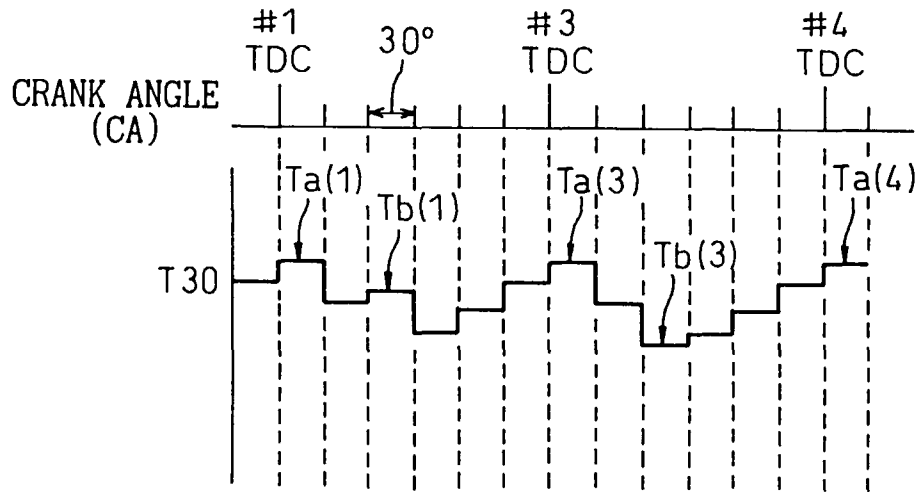 #1
TDC
30°
#3
TDC
#4
TDC
CRANK ANGLE
(CA)
Ta(1)
Tb(1)
Ta(3)
Tb(3)
Ta(4)
T30